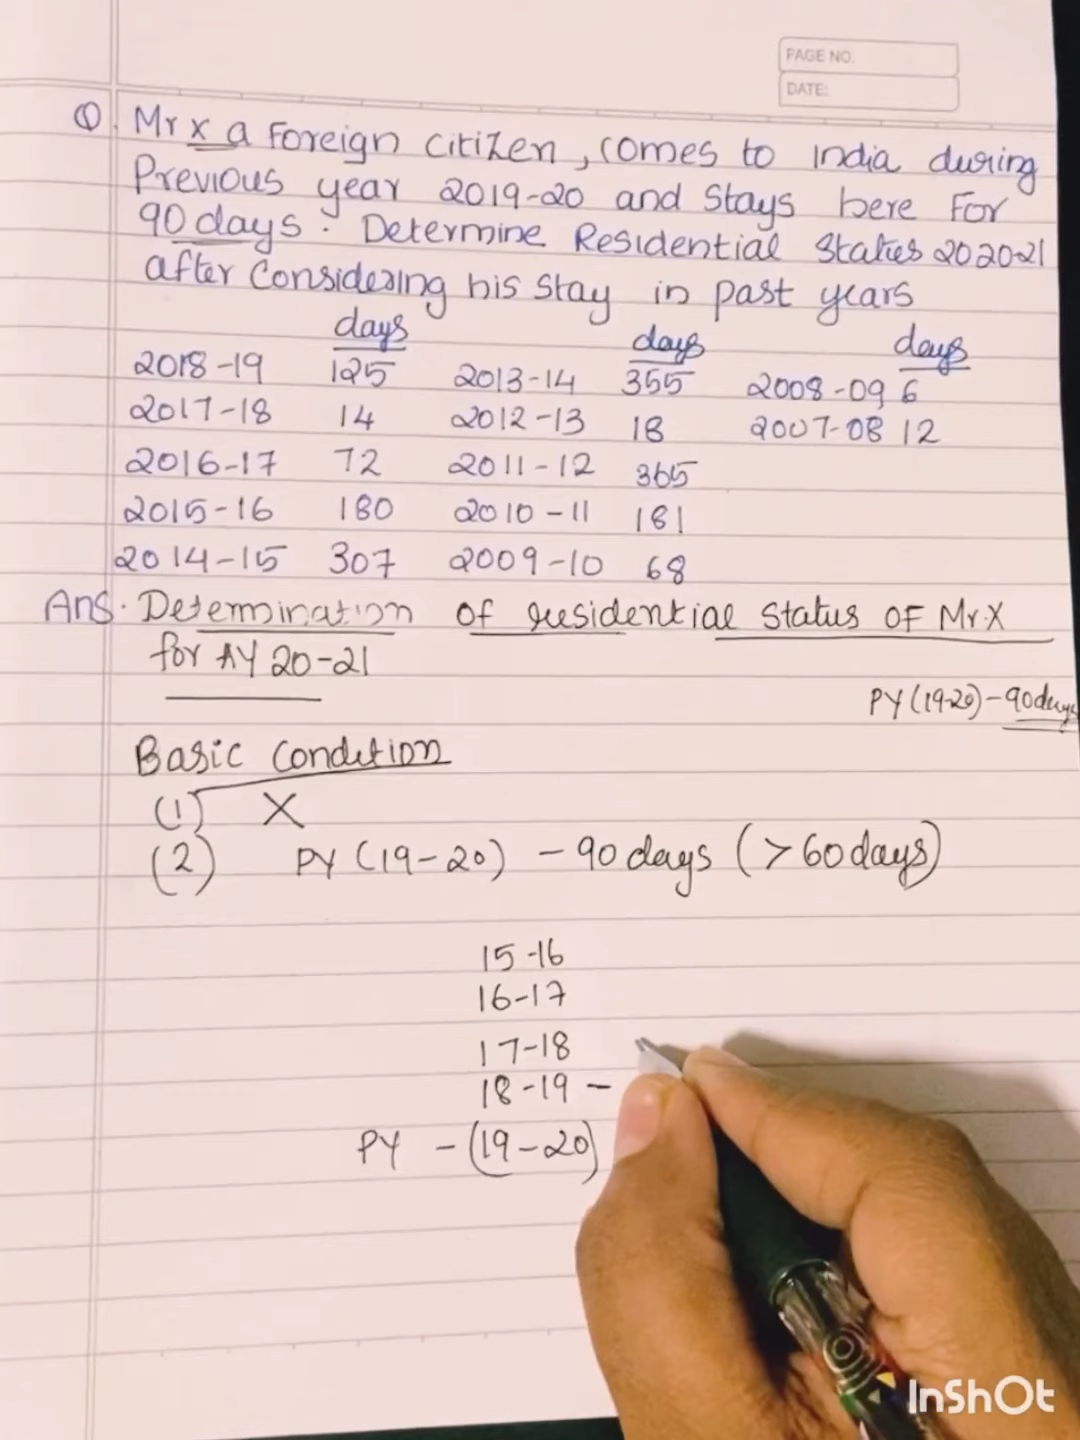 PAGE NO.
DATE:
Q. Mr X a Foreign citizen, comes to India during
Previous year 2019-20 and Stays here For
90 days. Determine Residential Status 2020-21
after Considering his Stay in past years
days days days
2018-19 125 2013-14 355 2008-09 6
2017-18 14 2012-13 18 2007-08 12
2016-17 72 2011-12 365
2015-16 180 2010-11 181
2014-15 307 2009-10 68
Ans. Determination of residential Status OF Mr.X
for AY 20-21
PY (19-20) - 90 days
Basic Condition
(1) X
(2) PY (19-20) - 90 days (>60 days)
15-16
16-17
17-18
18-19 -
PY - (19-20)
InShOt